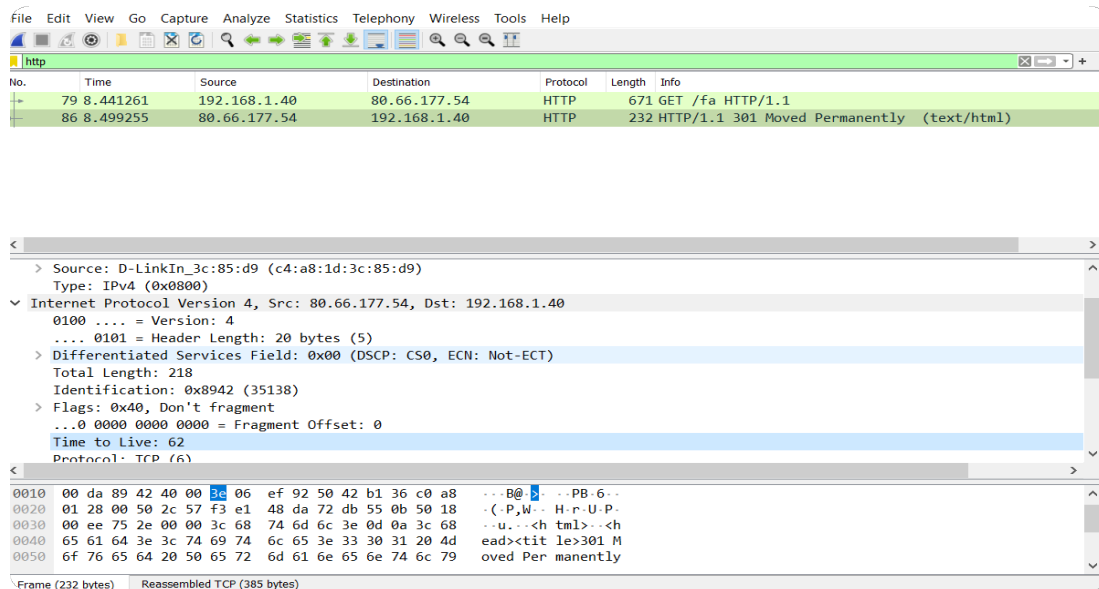 File Edit View Go Capture Analyze Statistics Telephony Wireless Tools Help
http
No. Time Source Destination Protocol Length Info
79 8.441261 192.168.1.40 80.66.177.54 HTTP 671 GET /fa HTTP/1.1
86 8.499255 80.66.177.54 192.168.1.40 HTTP 232 HTTP/1.1 301 Moved Permanently (text/html)
> Source: D-LinkIn_3c:85:d9 (c4:a8:1d:3c:85:d9)
Type: IPv4 (0x0800)
Internet Protocol Version 4, Src: 80.66.177.54, Dst: 192.168.1.40
0100 .... = Version: 4
.... 0101 = Header Length: 20 bytes (5)
> Differentiated Services Field: 0x00 (DSCP: CS0, ECN: Not-ECT)
Total Length: 218
Identification: 0x8942 (35138)
> Flags: 0x40, Don't fragment
...0 0000 0000 0000 = Fragment Offset: 0
Time to Live: 62
Protocol: TCP (6)
0010 00 da 89 42 40 00 3e 06 ef 92 50 42 b1 36 c0 a8 ···B@·>· ··PB·6··
0020 01 28 00 50 2c 57 f3 e1 48 da 72 db 55 0b 50 18 ·(·P,W·· H·r·U·P·
0030 00 ee 75 2e 00 00 3c 68 74 6d 6c 3e 0d 0a 3c 68 ··u.··<h tml>··<h
0040 65 61 64 3e 3c 74 69 74 6c 65 3e 33 30 31 20 4d ead><tit le>301 M
0050 6f 76 65 64 20 50 65 72 6d 61 6e 65 6e 74 6c 79 oved Per manently
Frame (232 bytes) Reassembled TCP (385 bytes)